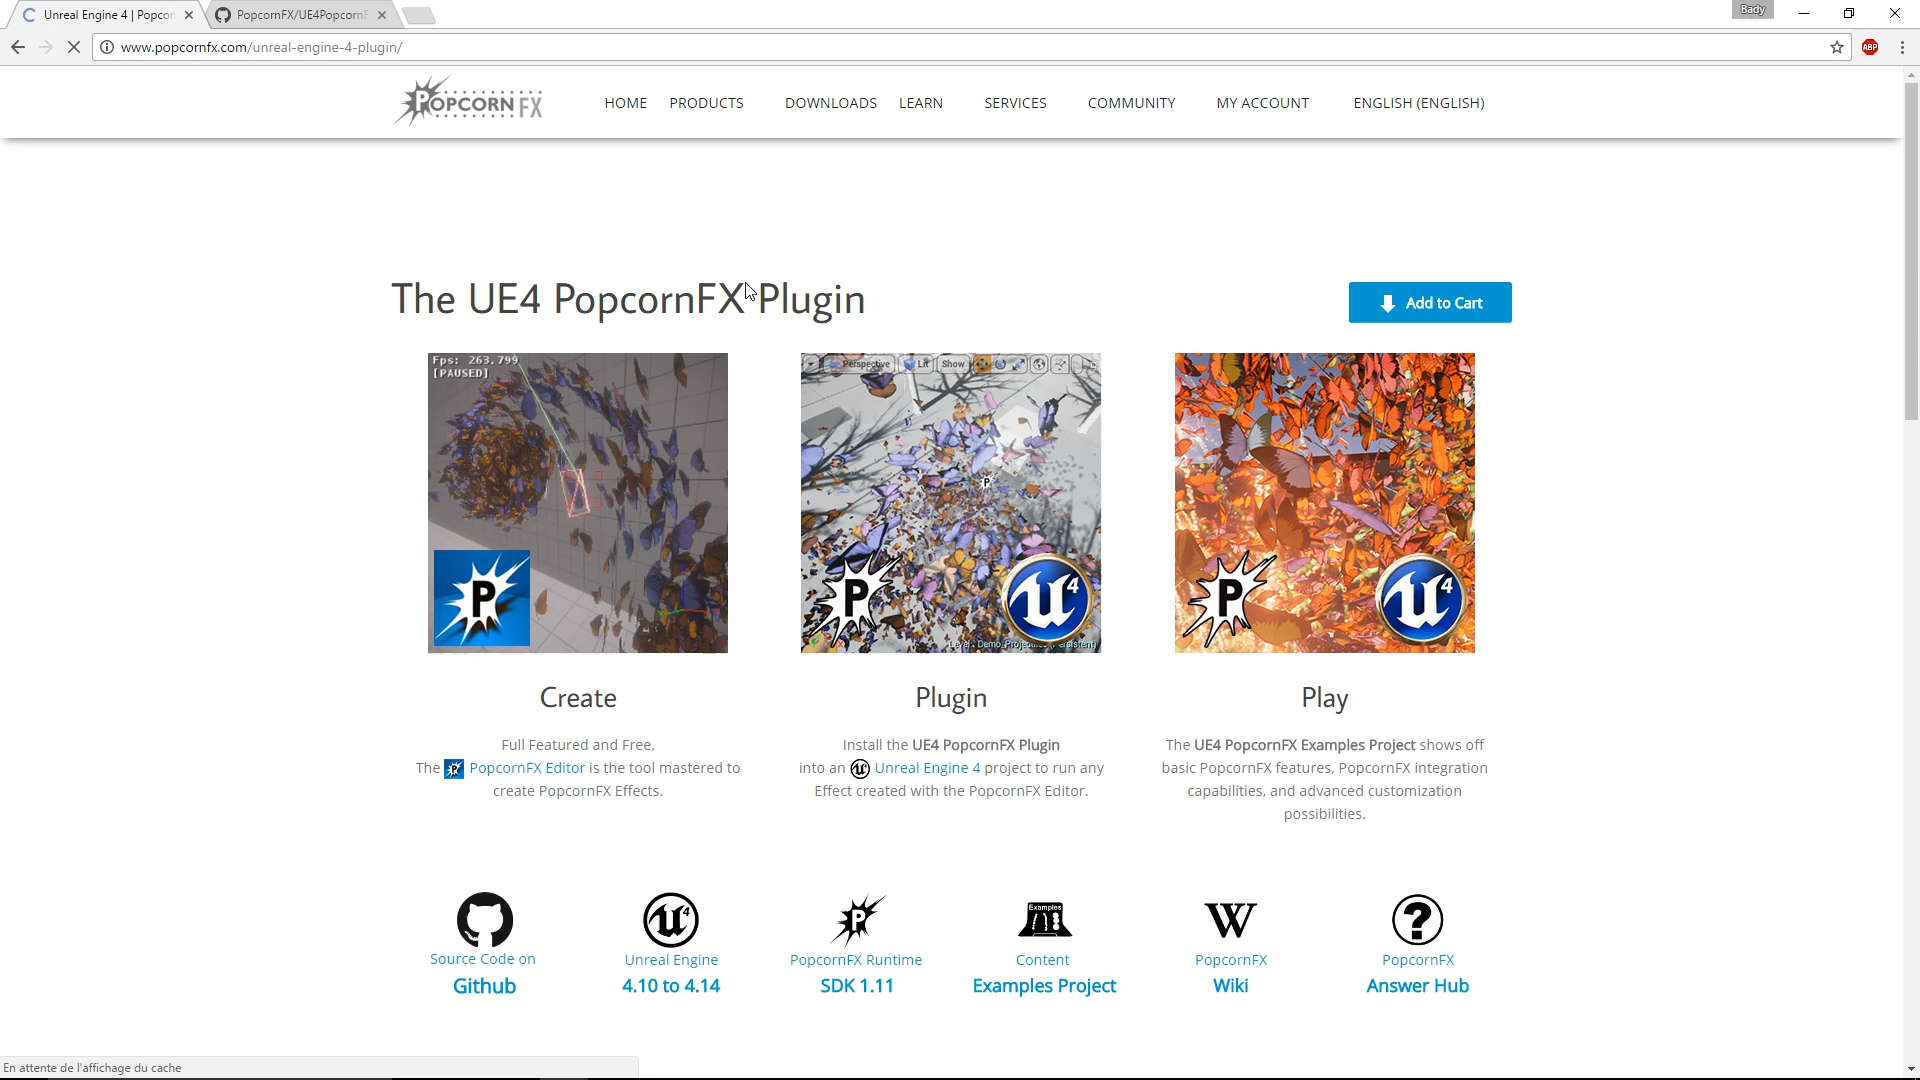 Unreal Engine 4 | Popcor
PopcornFX/UE4Popcorn
Bady
www.popcornfx.com/unreal-engine-4-plugin/
ABP
POPCORN FX
HOME PRODUCTS DOWNLOADS LEARN SERVICES COMMUNITY MY ACCOUNT ENGLISH (ENGLISH)
The UE4 PopcornFX Plugin
Add to Cart
Fps: 263.799
[PAUSED]
P
Perspective Lit Show
P
P
U4
P
U4
Create
Full Featured and Free,
The PopcornFX Editor is the tool mastered to
create PopcornFX Effects.
Plugin
Install the UE4 PopcornFX Plugin
into an Unreal Engine 4 project to run any
Effect created with the PopcornFX Editor.
Play
The UE4 PopcornFX Examples Project shows off
basic PopcornFX features, PopcornFX integration
capabilities, and advanced customization
possibilities.
Source Code on
Github
Unreal Engine
4.10 to 4.14
PopcornFX Runtime
SDK 1.11
Examples
Content
Examples Project
W
PopcornFX
Wiki
?
PopcornFX
Answer Hub
En attente de l'affichage du cache